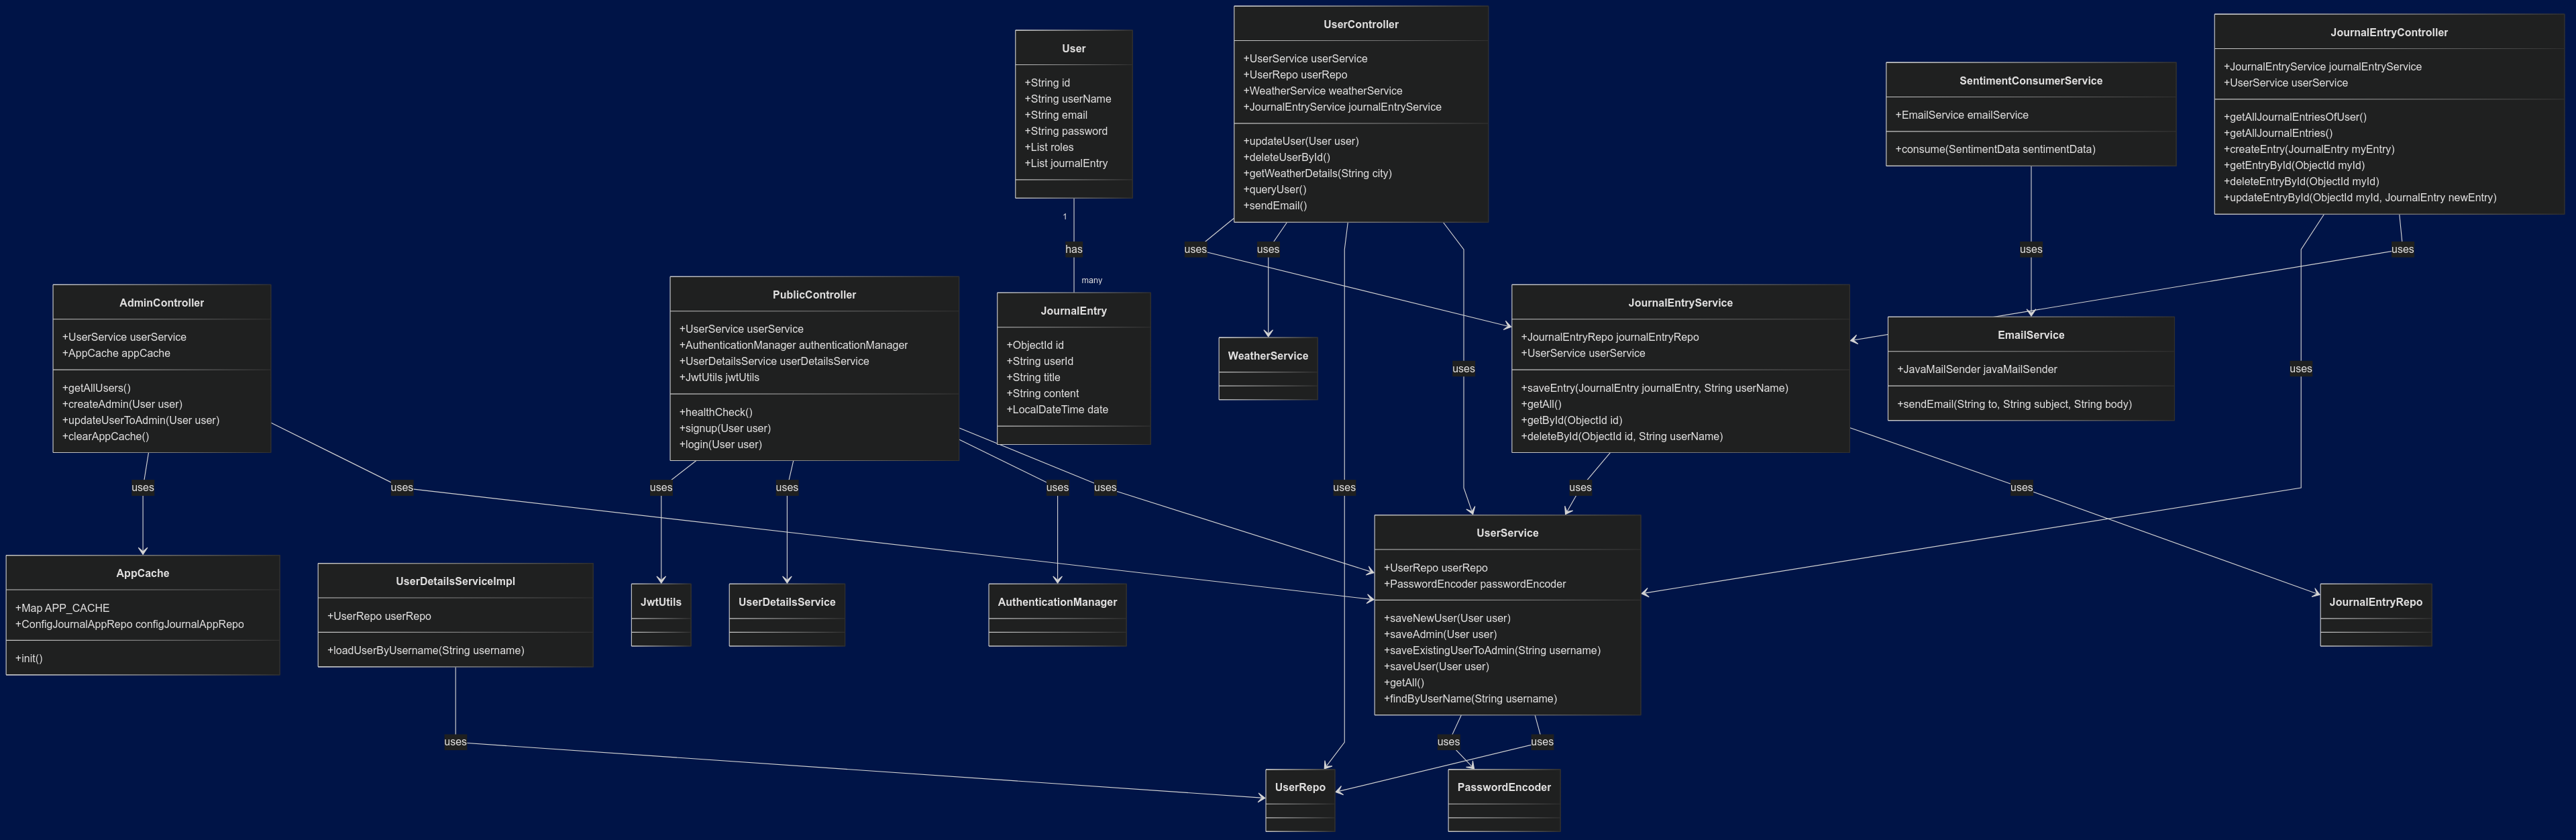 User
+String id
+String userName
+String email
+String password
+List roles
+List journalEntry
UserController
+UserService userService
+UserRepo userRepo
+WeatherService weatherService
+JournalEntryService journalEntryService
+updateUser(User user)
+deleteUserById()
+getWeatherDetails(String city)
+queryUser()
+sendEmail()
SentimentConsumerService
+EmailService emailService
+consume(SentimentData sentimentData)
JournalEntryController
+JournalEntryService journalEntryService
+UserService userService
+getAllJournalEntriesOfUser()
+getAllJournalEntries()
+createEntry(JournalEntry myEntry)
+getEntryById(ObjectId myId)
+deleteEntryById(ObjectId myId)
+updateEntryById(ObjectId myId, JournalEntry newEntry)
1
has
many
uses
uses
uses
uses
AdminController
+UserService userService
+AppCache appCache
+getAllUsers()
+createAdmin(User user)
+updateUserToAdmin(User user)
+clearAppCache()
PublicController
+UserService userService
+AuthenticationManager authenticationManager
+UserDetailsService userDetailsService
+JwtUtils jwtUtils
+healthCheck()
+signup(User user)
+login(User user)
JournalEntry
+ObjectId id
+String userId
+String title
+String content
+LocalDateTime date
WeatherService
uses
JournalEntryService
+JournalEntryRepo journalEntryRepo
+UserService userService
+saveEntry(JournalEntry journalEntry, String userName)
+getAll()
+getById(ObjectId id)
+deleteById(ObjectId id, String userName)
EmailService
+JavaMailSender javaMailSender
+sendEmail(String to, String subject, String body)
uses
uses
uses
uses
uses
uses
uses
uses
uses
uses
AppCache
+Map APP_CACHE
+ConfigJournalAppRepo configJournalAppRepo
+init()
UserDetailsServiceImpl
+UserRepo userRepo
+loadUserByUsername(String username)
JwtUtils
UserDetailsService
AuthenticationManager
UserService
+UserRepo userRepo
+PasswordEncoder passwordEncoder
+saveNewUser(User user)
+saveAdmin(User user)
+saveExistingUserToAdmin(String username)
+saveUser(User user)
+getAll()
+findByUserName(String username)
JournalEntryRepo
uses
uses
uses
UserRepo
PasswordEncoder